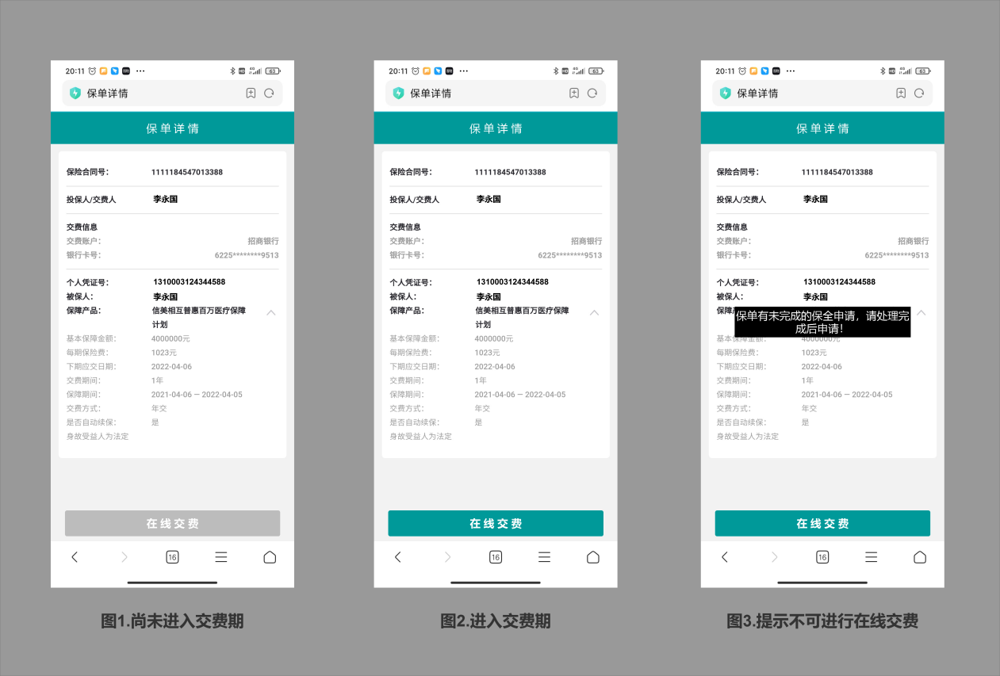 20:11
63
保单详情
保单详情
保险合同号： 1111184547013388
投保人/交费人 李永国
交费信息
交费账户： 招商银行
银行卡号： 6225********9513
个人凭证号： 1310003124344588
被保人： 李永国
保障产品： 信美相互普惠百万医疗保障
计划
基本保障金额： 4000000元
每期保险费： 1023元
下期应交日期： 2022-04-06
交费期间： 1年
保障期间： 2021-04-06 — 2022-04-05
交费方式： 年交
是否自动续保： 是
身故受益人为法定
在线交费
16
图1.尚未进入交费期
20:11
63
保单详情
保单详情
保险合同号： 1111184547013388
投保人/交费人 李永国
交费信息
交费账户： 招商银行
银行卡号： 6225********9513
个人凭证号： 1310003124344588
被保人： 李永国
保障产品： 信美相互普惠百万医疗保障
计划
基本保障金额： 4000000元
每期保险费： 1023元
下期应交日期： 2022-04-06
交费期间： 1年
保障期间： 2021-04-06 — 2022-04-05
交费方式： 年交
是否自动续保： 是
身故受益人为法定
在线交费
16
图2.进入交费期
20:11
63
保单详情
保单详情
保险合同号： 1111184547013388
投保人/交费人 李永国
交费信息
交费账户： 招商银行
银行卡号： 6225********9513
个人凭证号： 1310003124344588
被保人： 李永国
保障
保单有未完成的保全申请，请处理完
成后申请！
基本保障金额： 4000000元
每期保险费： 1023元
下期应交日期： 2022-04-06
交费期间： 1年
保障期间： 2021-04-06 — 2022-04-05
交费方式： 年交
是否自动续保： 是
身故受益人为法定
在线交费
16
图3.提示不可进行在线交费